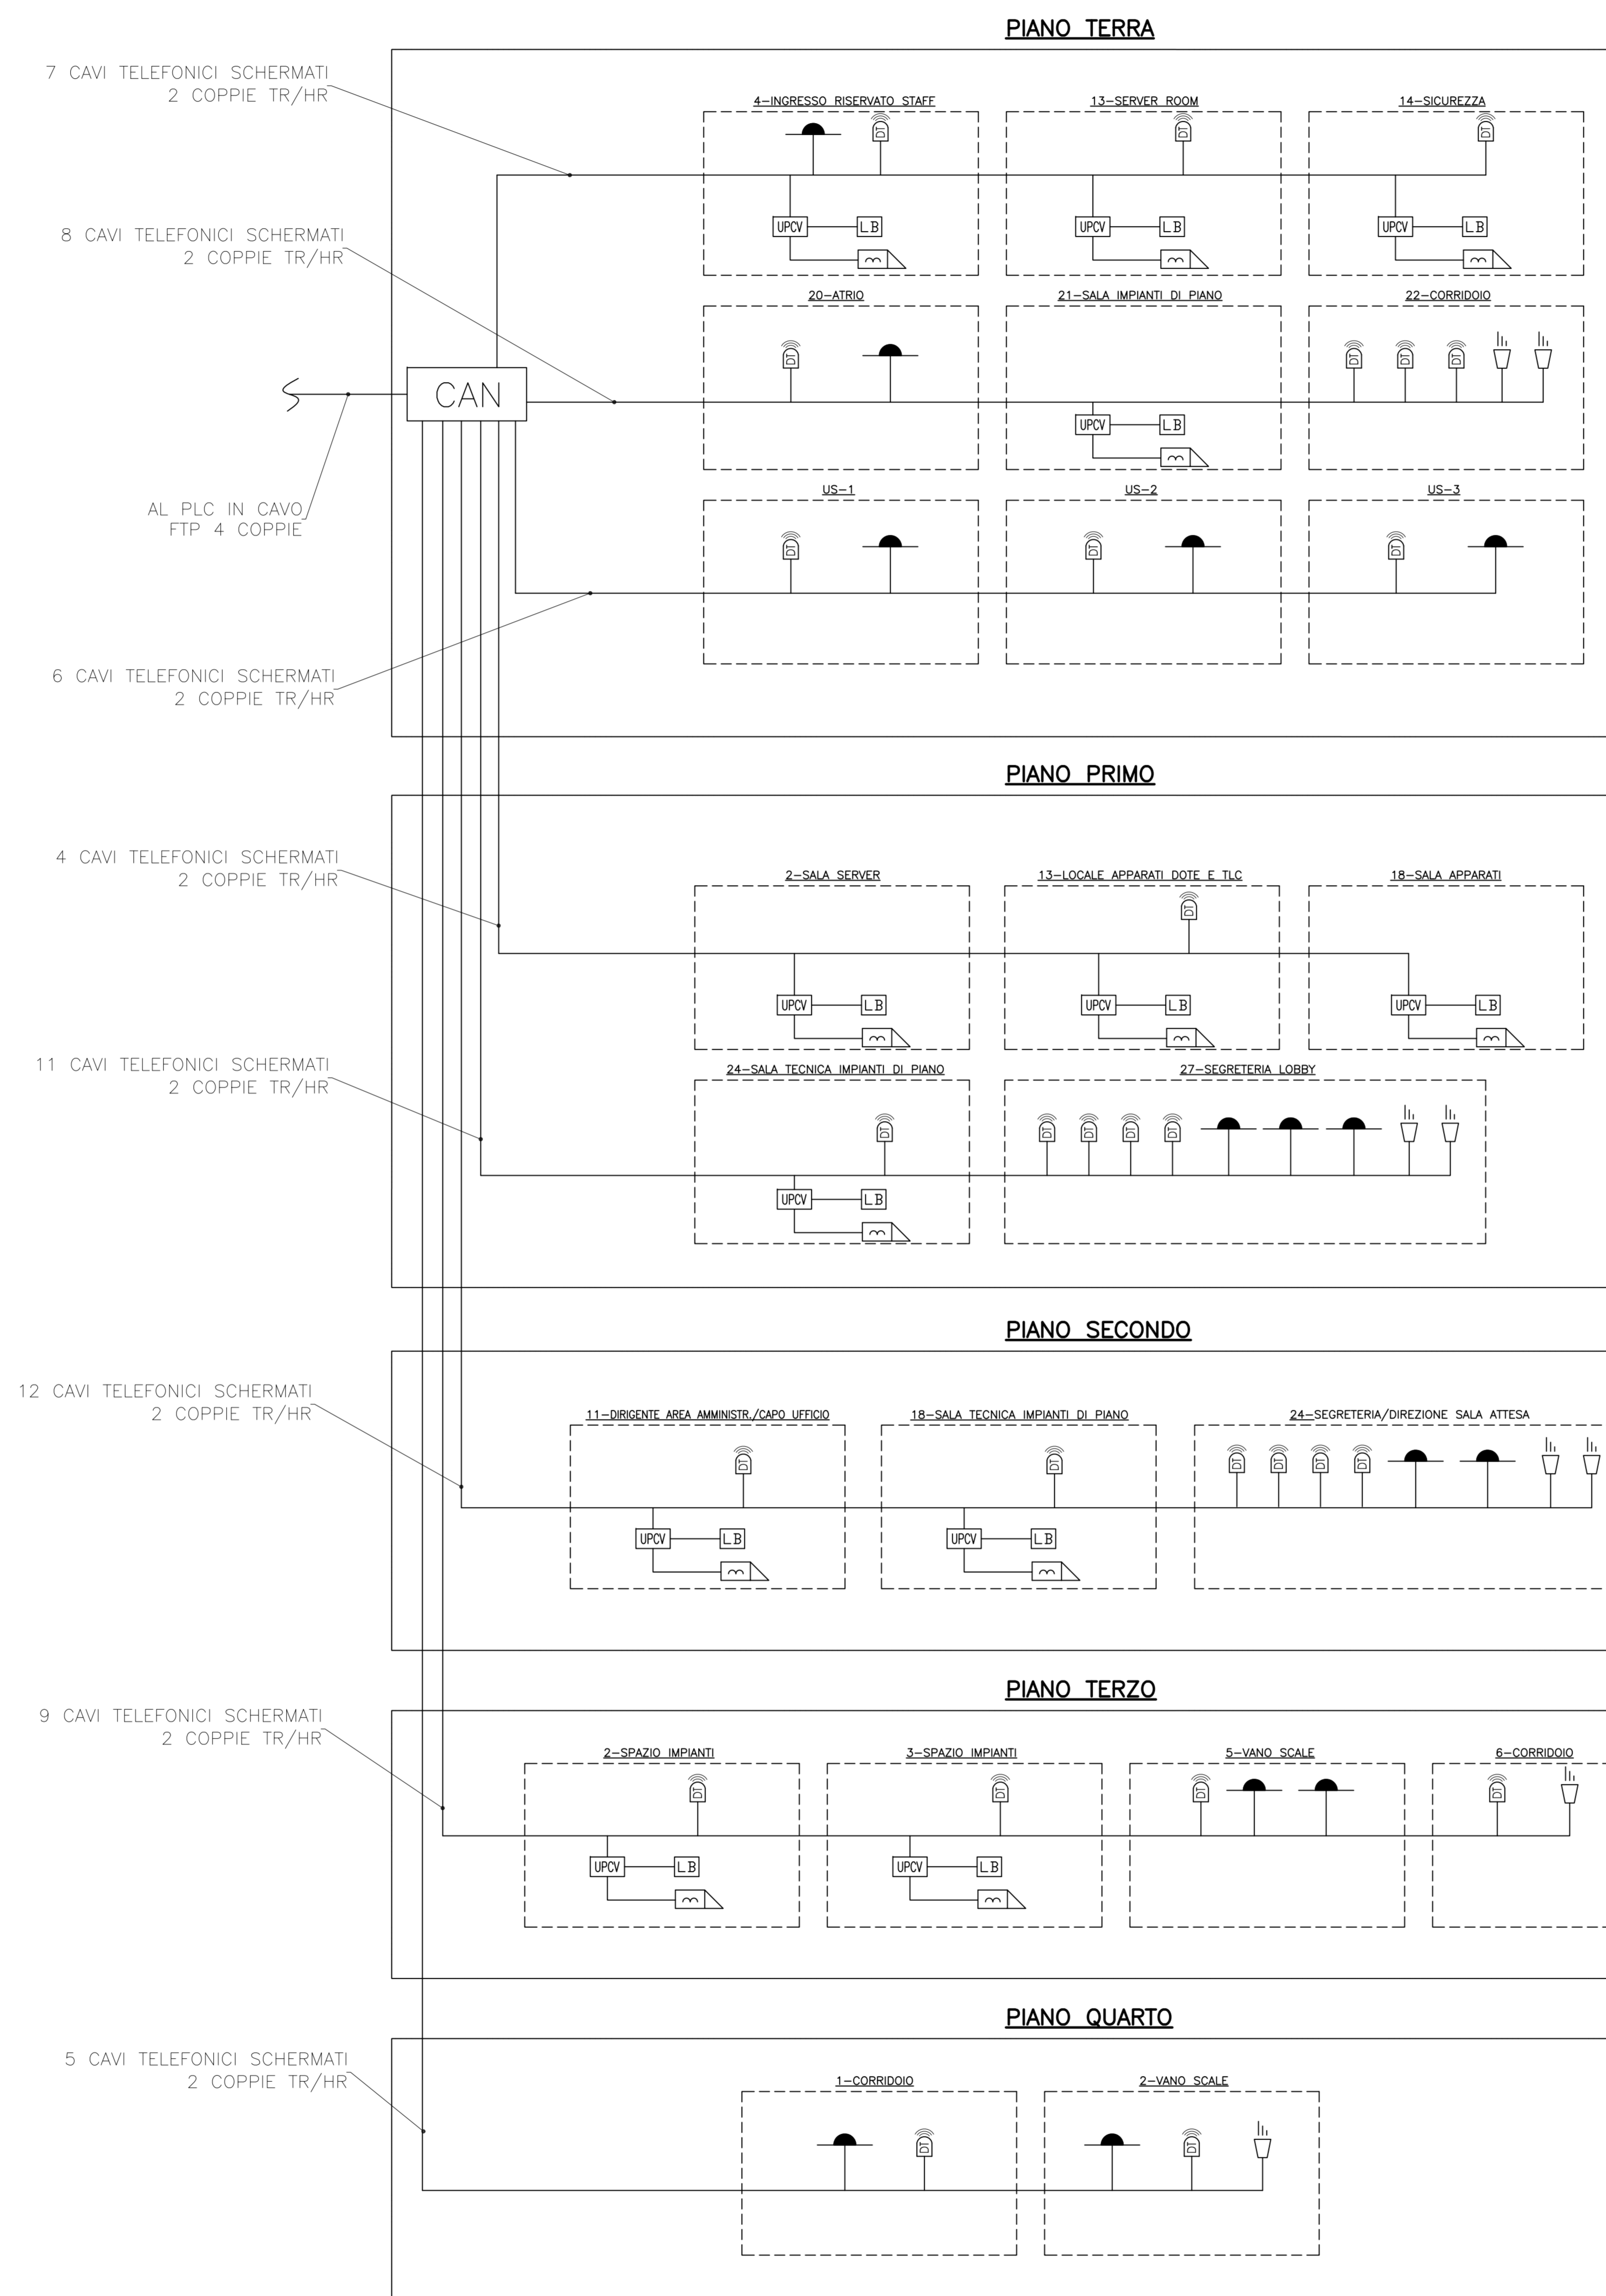 PIANO TERRA
7 CAVI TELEFONICI SCHERMATI
2 COPPIE TR/HR
4-INGRESSO RISERVATO STAFF
13-SERVER ROOM
14-SICUREZZA
DT
DT
DT
UPCV
LB
UPCV
LB
UPCV
LB
8 CAVI TELEFONICI SCHERMATI
2 COPPIE TR/HR
20-ATRIO
21-SALA IMPIANTI DI PIANO
22-CORRIDOIO
DT
DT
DT
DT
CAN
UPCV
LB
AL PLC IN CAVO
FTP 4 COPPIE
US-1
US-2
US-3
DT
DT
DT
6 CAVI TELEFONICI SCHERMATI
2 COPPIE TR/HR
PIANO PRIMO
4 CAVI TELEFONICI SCHERMATI
2 COPPIE TR/HR
2-SALA SERVER
13-LOCALE APPARATI DOTE E TLC
18-SALA APPARATI
DT
UPCV
LB
UPCV
LB
UPCV
LB
11 CAVI TELEFONICI SCHERMATI
2 COPPIE TR/HR
24-SALA TECNICA IMPIANTI DI PIANO
27-SEGRETERIA LOBBY
DT
DT
DT
DT
DT
UPCV
LB
PIANO SECONDO
12 CAVI TELEFONICI SCHERMATI
2 COPPIE TR/HR
11-DIRIGENTE AREA AMMINISTR./CAPO UFFICIO
18-SALA TECNICA IMPIANTI DI PIANO
24-SEGRETERIA/DIREZIONE SALA ATTESA
DT
DT
DT
DT
DT
DT
UPCV
LB
UPCV
LB
PIANO TERZO
9 CAVI TELEFONICI SCHERMATI
2 COPPIE TR/HR
2-SPAZIO IMPIANTI
3-SPAZIO IMPIANTI
5-VANO SCALE
6-CORRIDOIO
DT
DT
DT
DT
UPCV
LB
UPCV
LB
PIANO QUARTO
5 CAVI TELEFONICI SCHERMATI
2 COPPIE TR/HR
1-CORRIDOIO
2-VANO SCALE
DT
DT